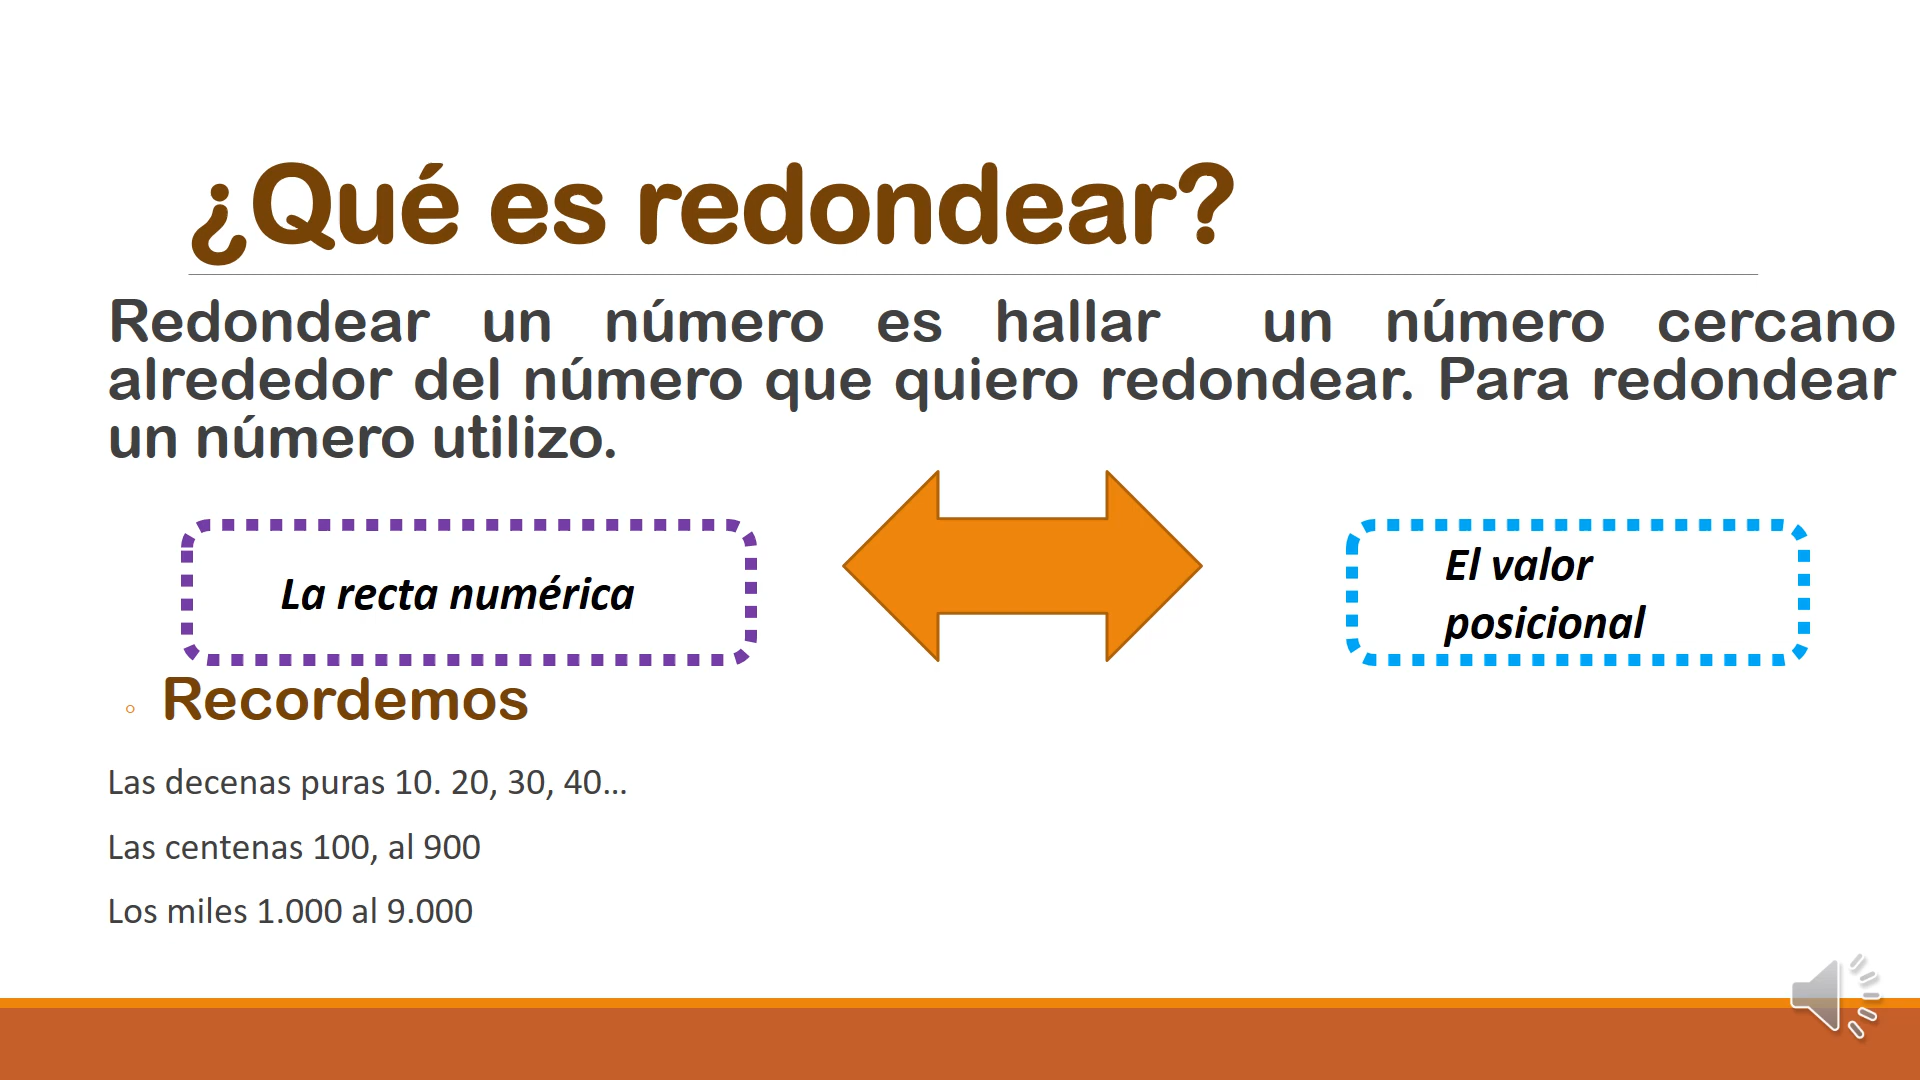 ¿Qué es redondear?
Redondear un número es hallar un número cercano
alrededor del número que quiero redondear. Para redondear
un número utilizo.
La recta numérica
El valor
posicional
Recordemos
Las decenas puras 10. 20, 30, 40...
Las centenas 100, al 900
Los miles 1.000 al 9.000